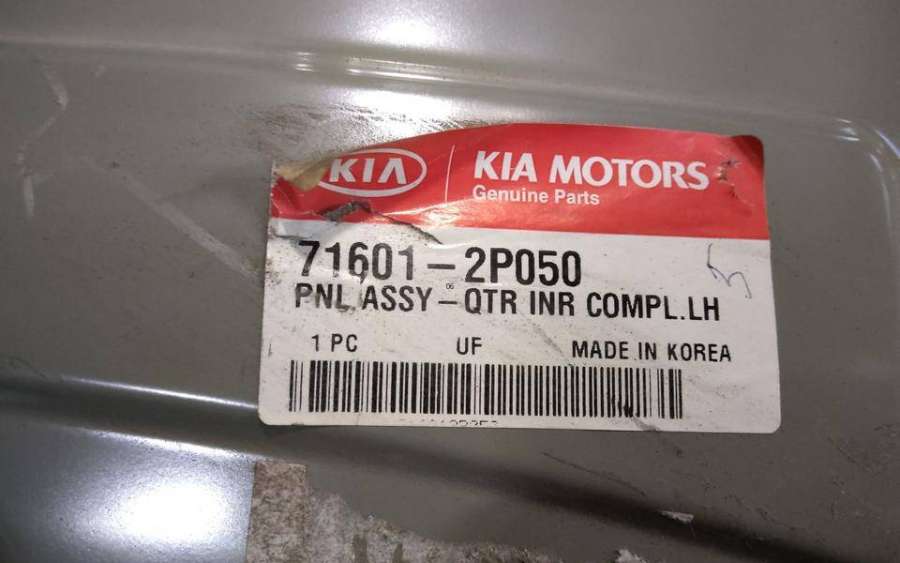 KIA
KIA MOTORS
Genuine Parts
71601-2P050
PNL ASSY-QTR INR COMPL.LH
06
1 PC UF MADE IN KOREA